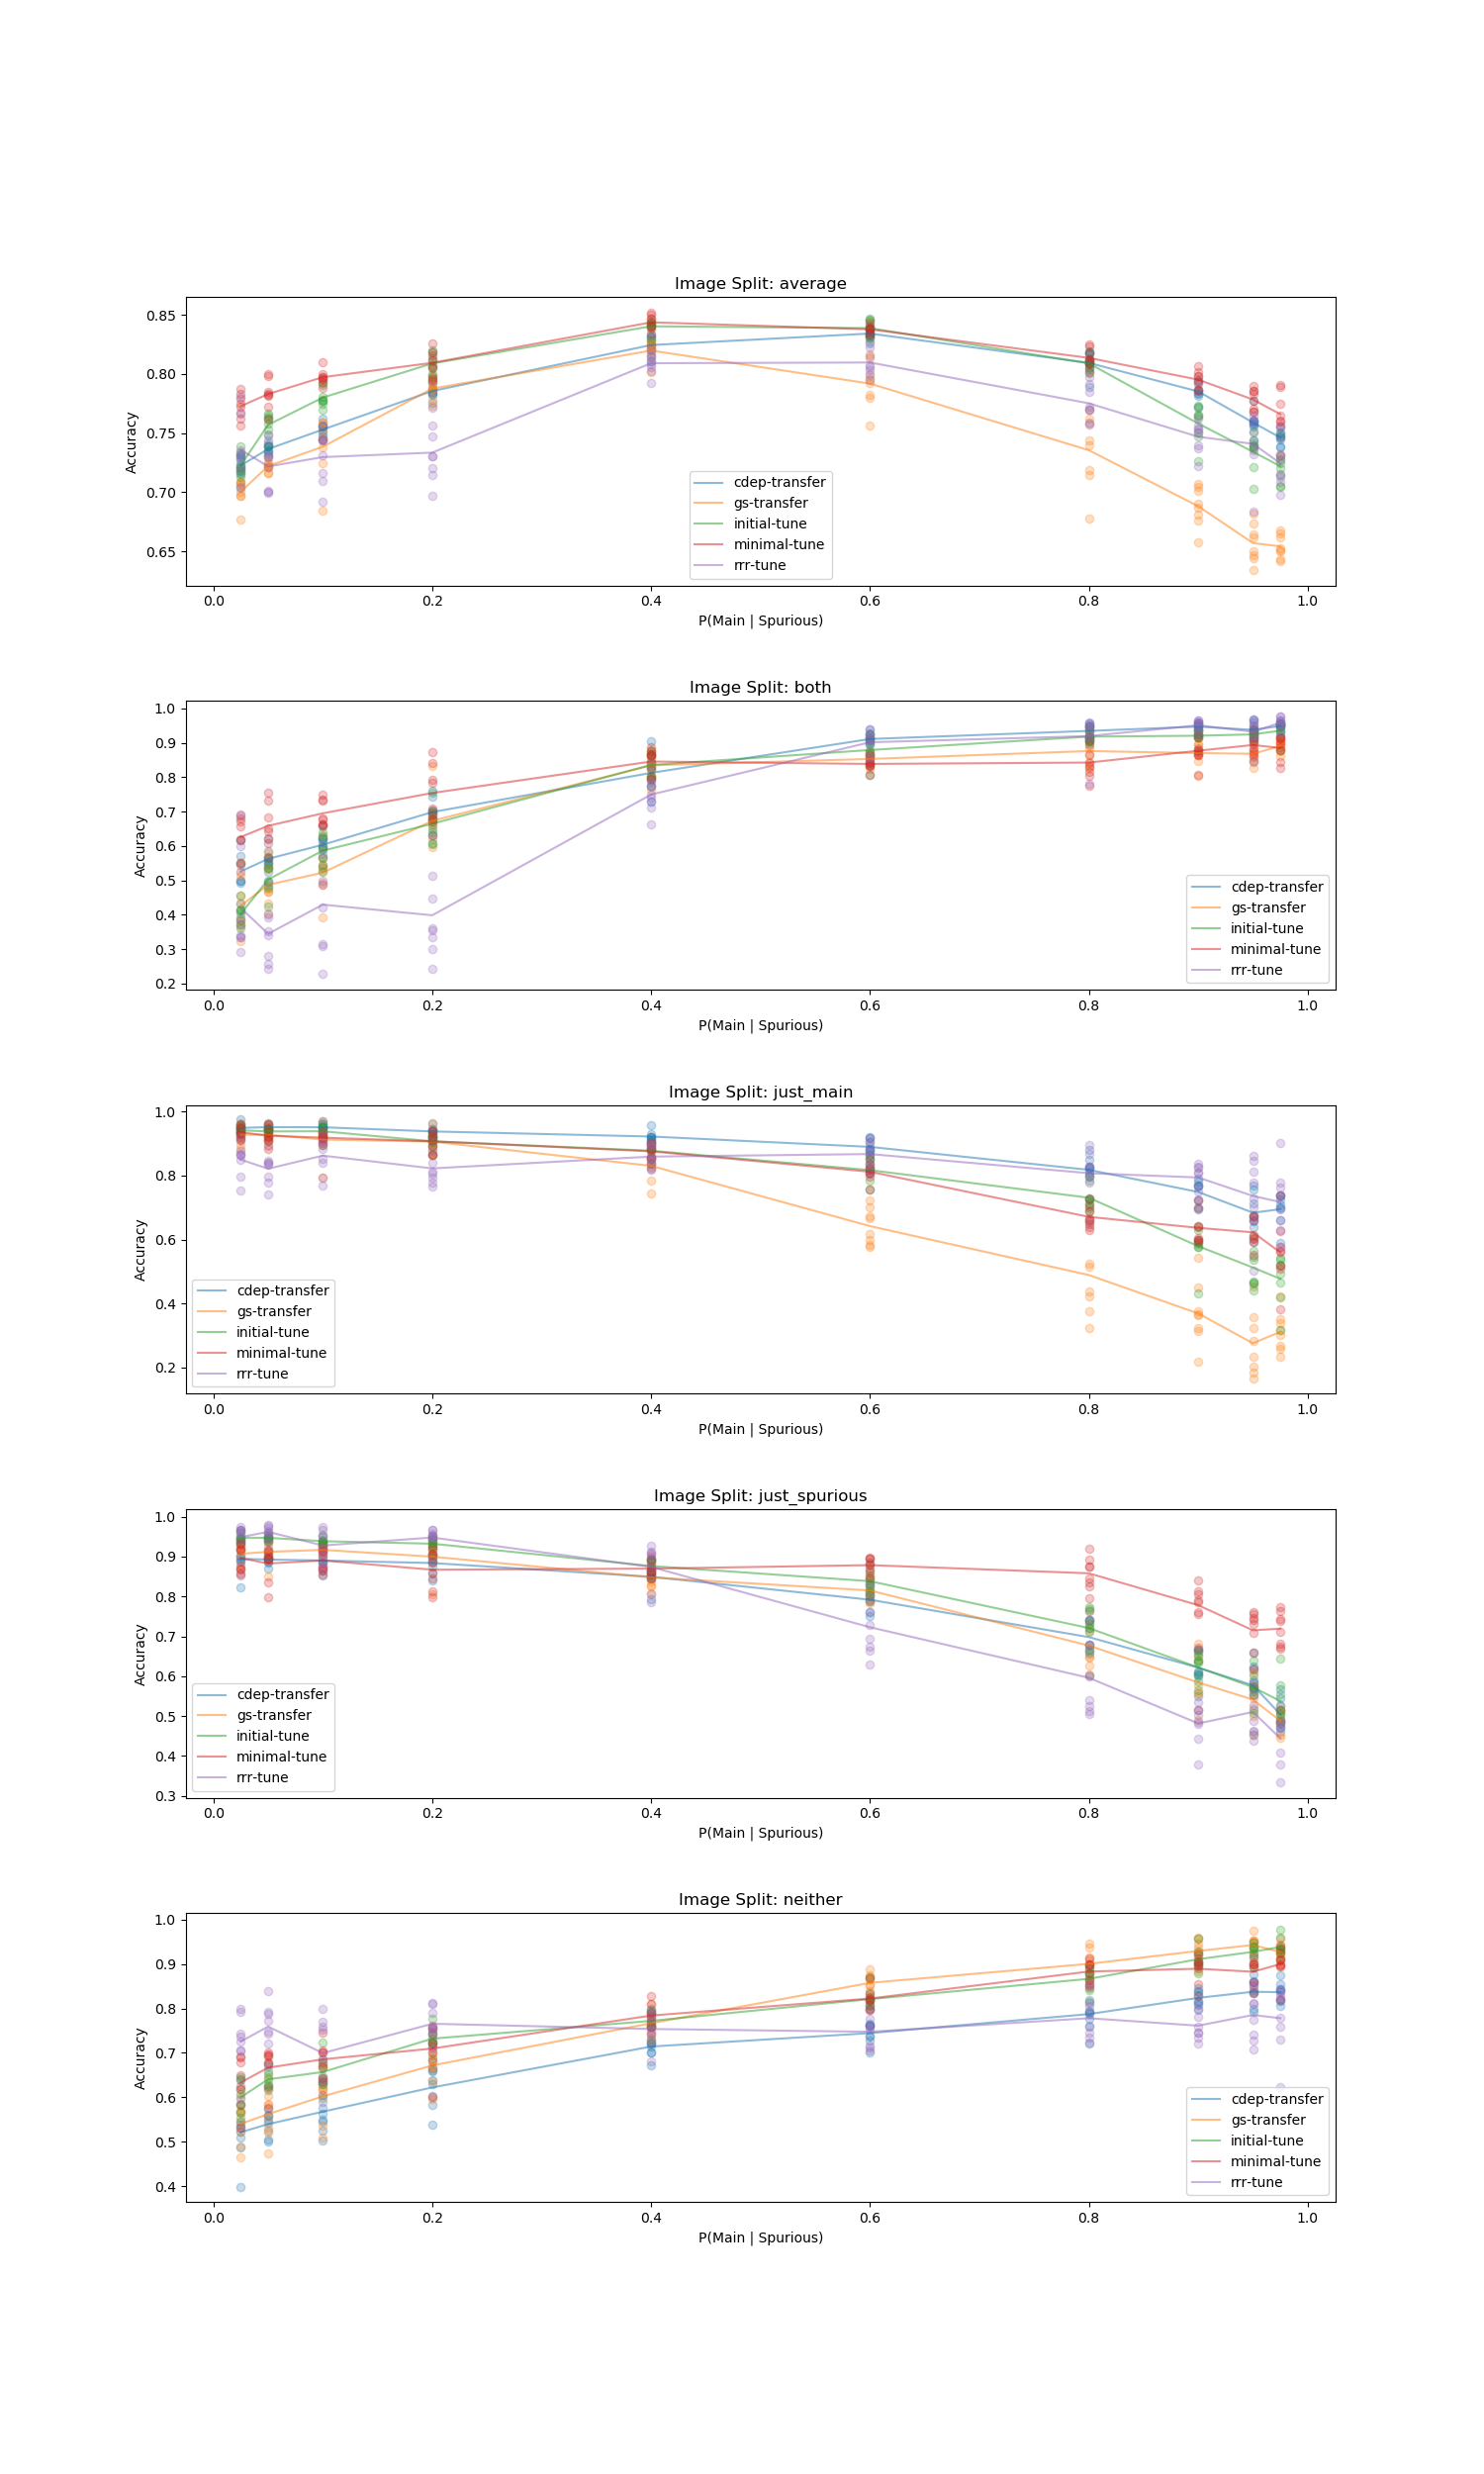 Image Split: average
0.85
0.80
0.75
0.70
0.65
Accuracy
cdep-transfer
gs-transfer
initial-tune
minimal-tune
rrr-tune
0.0 0.2 0.4 0.6 0.8 1.0
P(Main | Spurious)
Image Split: both
1.0
0.9
0.8
0.7
0.6
0.5
0.4
0.3
0.2
Accuracy
cdep-transfer
gs-transfer
initial-tune
minimal-tune
rrr-tune
0.0 0.2 0.4 0.6 0.8 1.0
P(Main | Spurious)
Image Split: just_main
1.0
0.8
0.6
0.4
0.2
Accuracy
cdep-transfer
gs-transfer
initial-tune
minimal-tune
rrr-tune
0.0 0.2 0.4 0.6 0.8 1.0
P(Main | Spurious)
Image Split: just_spurious
1.0
0.9
0.8
0.7
0.6
0.5
0.4
0.3
Accuracy
cdep-transfer
gs-transfer
initial-tune
minimal-tune
rrr-tune
0.0 0.2 0.4 0.6 0.8 1.0
P(Main | Spurious)
Image Split: neither
1.0
0.9
0.8
0.7
0.6
0.5
0.4
Accuracy
cdep-transfer
gs-transfer
initial-tune
minimal-tune
rrr-tune
0.0 0.2 0.4 0.6 0.8 1.0
P(Main | Spurious)